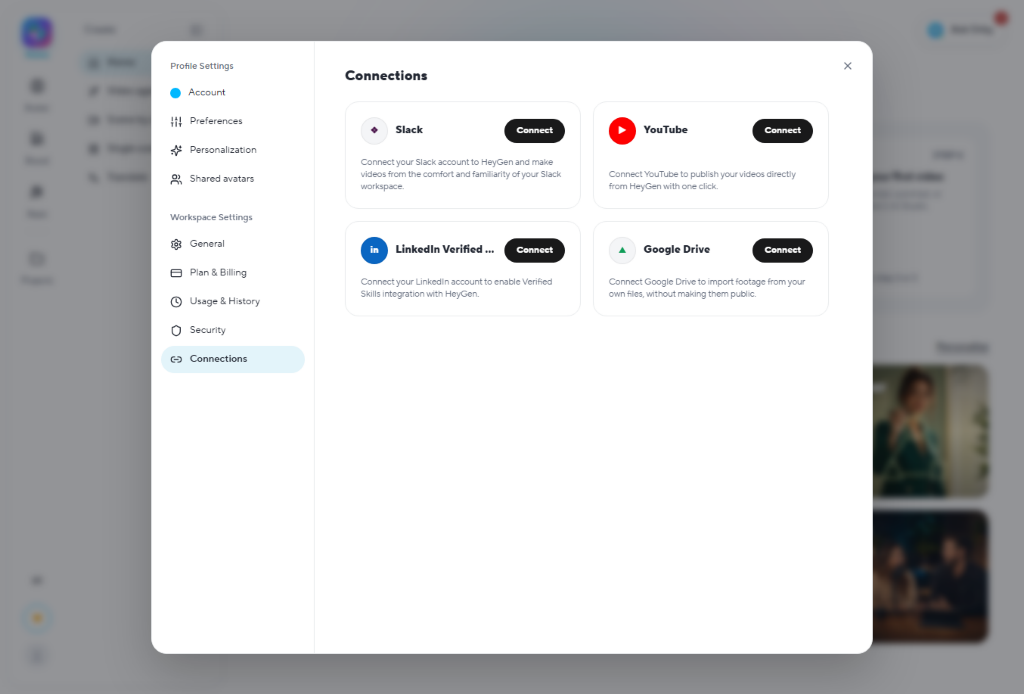 Profile Settings
Account
Preferences
Personalization
Shared avatars
Workspace Settings
General
Plan & Billing
Usage & History
Security
Connections
Connections
Slack
Connect
Connect your Slack account to HeyGen and make
videos from the comfort and familiarity of your Slack
workspace.
YouTube
Connect
Connect YouTube to publish your videos directly
from HeyGen with one click.
in
LinkedIn Verified ...
Connect
Connect your LinkedIn account to enable Verified
Skills integration with HeyGen.
Google Drive
Connect
Connect Google Drive to import footage from your
own files, without making them public.